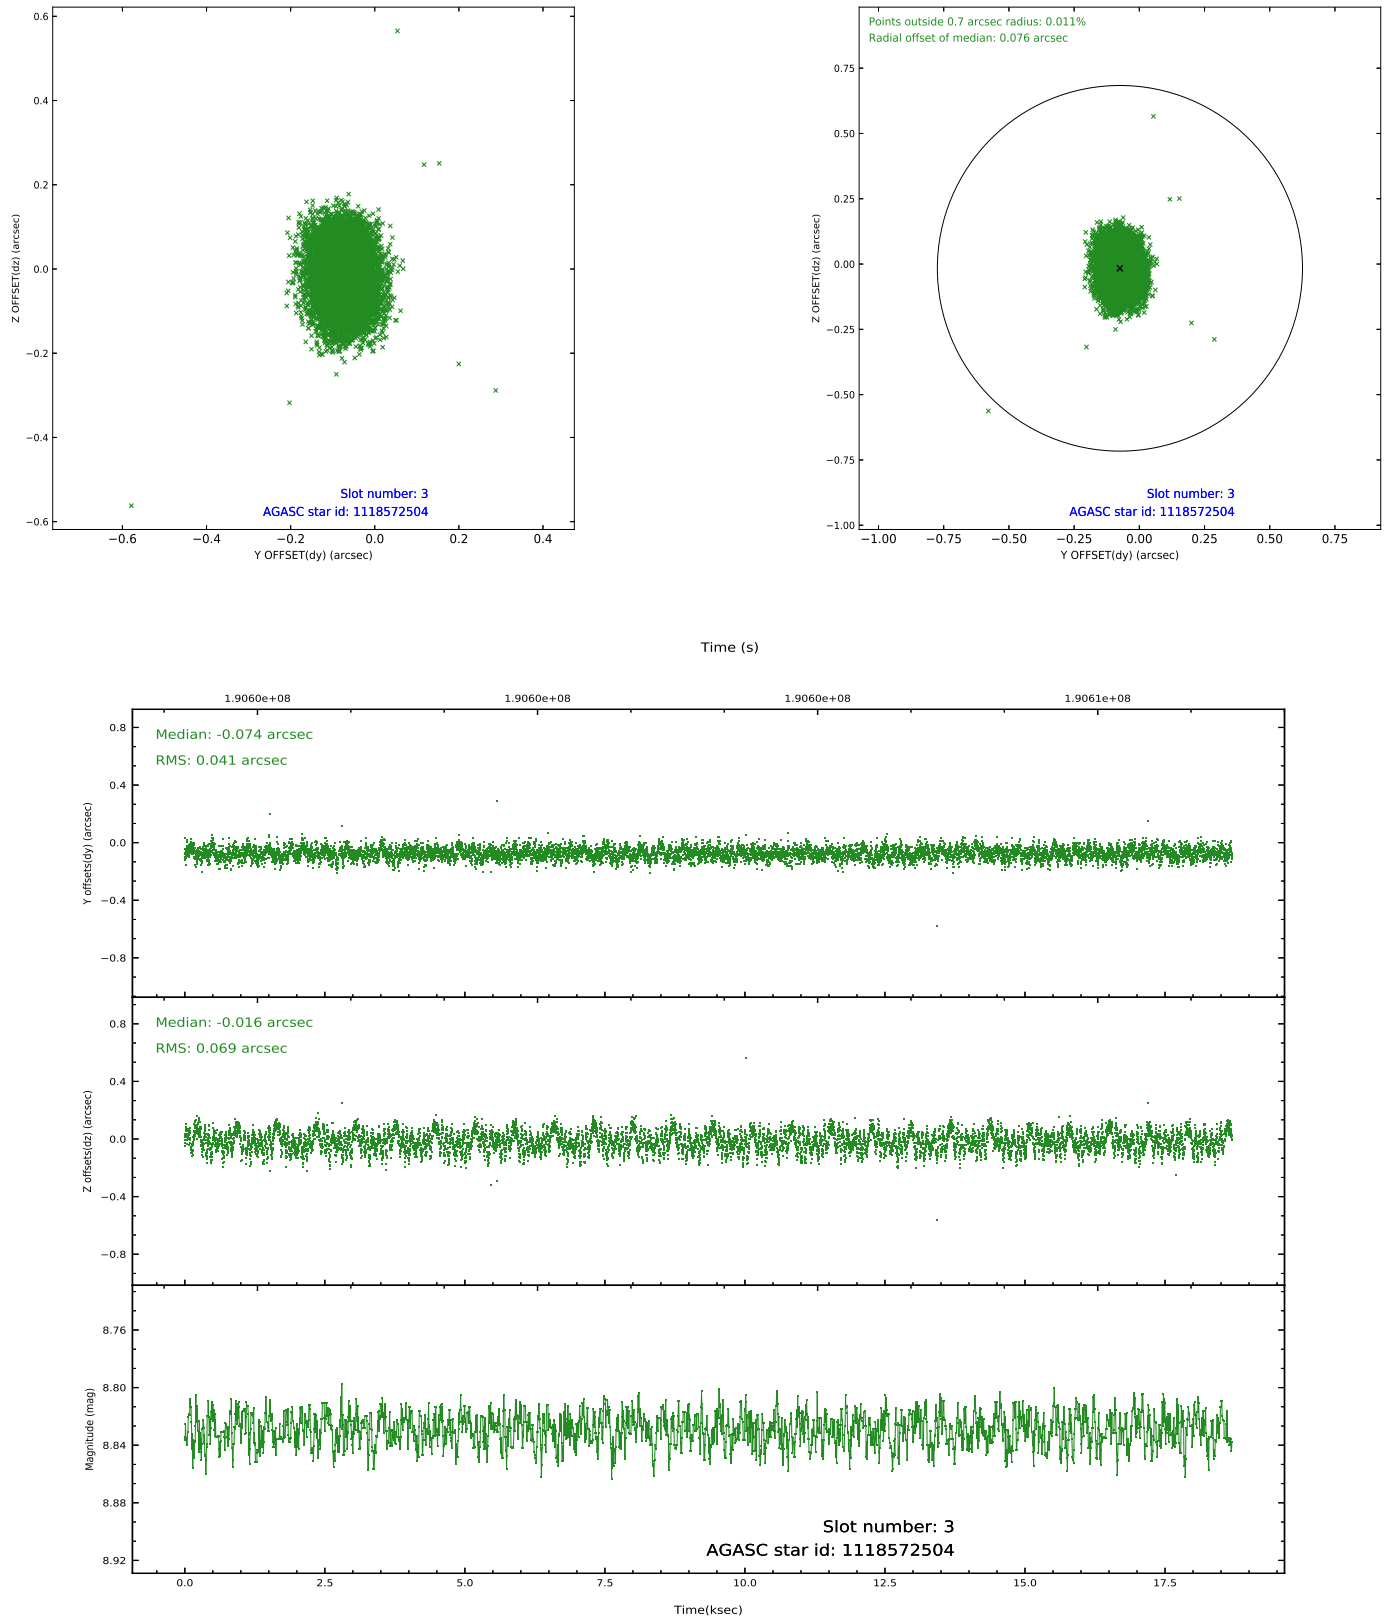 0.6
0.4
0.2
0.0
−0.2
−0.4
−0.6
Z OFFSET(dz) (arcsec)
Slot number: 3
AGASC star id: 1118572504
−0.6 −0.4 −0.2 0.0 0.2 0.4
Y OFFSET(dy) (arcsec)
Points outside 0.7 arcsec radius: 0.011%
Radial offset of median: 0.076 arcsec
0.75
0.50
0.25
0.00
−0.25
−0.50
−0.75
−1.00
Z OFFSET(dz) (arcsec)
Slot number: 3
AGASC star id: 1118572504
−1.00 −0.75 −0.50 −0.25 0.00 0.25 0.50 0.75
Y OFFSET(dy) (arcsec)
Time (s)
1.9060e+08 1.9060e+08 1.9060e+08 1.9061e+08
Median: -0.074 arcsec
RMS: 0.041 arcsec
0.8
0.4
0.0
−0.4
−0.8
Y offsets(dy) (arcsec)
Median: -0.016 arcsec
RMS: 0.069 arcsec
0.8
0.4
0.0
−0.4
−0.8
Z offsets(dz) (arcsec)
8.76
8.80
8.84
8.88
8.92
Magnitude (mag)
Slot number: 3
AGASC star id: 1118572504
0.0 2.5 5.0 7.5 10.0 12.5 15.0 17.5
Time(ksec)